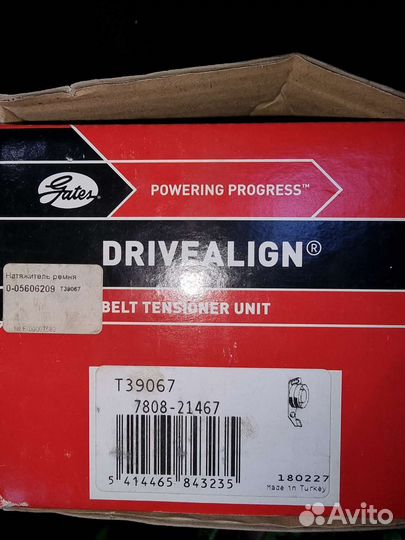 Gates
POWERING PROGRESS™
DRIVEALIGN®
Натяжитель ремня
0-05606209 T39067
BELT TENSIONER UNIT
T39067
7808-21467
5 414465 843235
180227
Made in Turkey
Avito